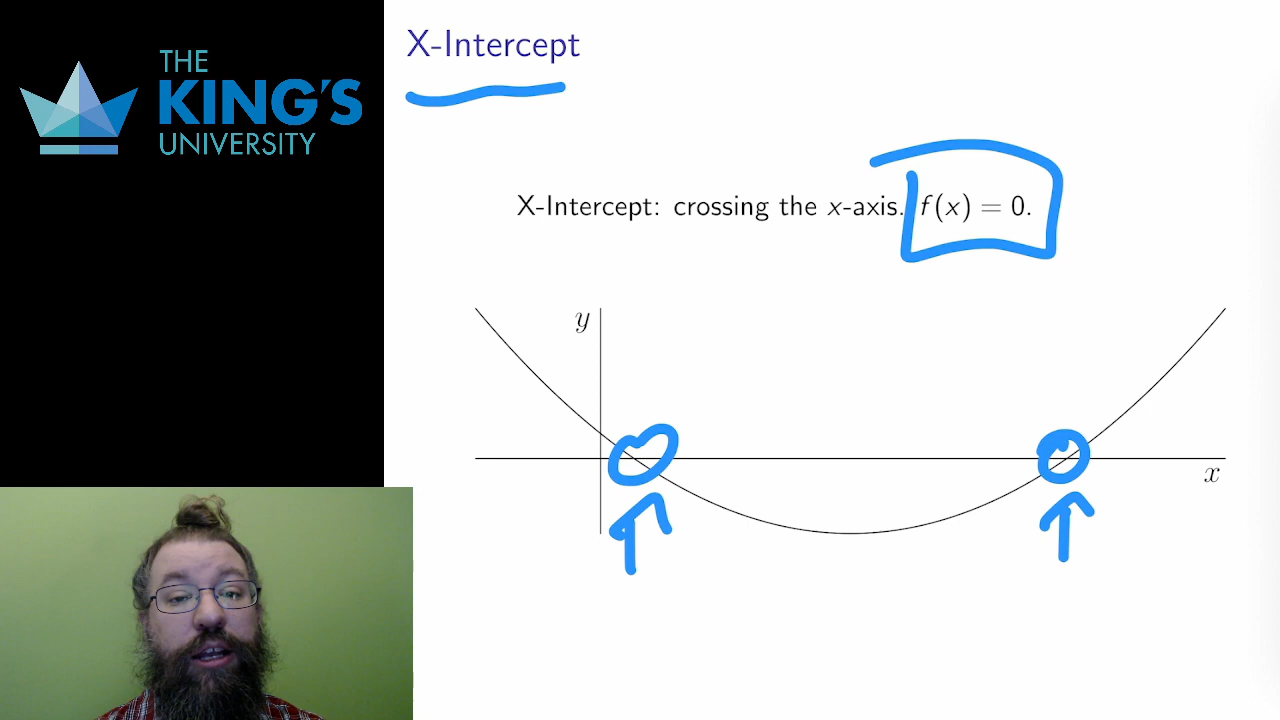 THE
KING'S
UNIVERSITY
X-Intercept
X-Intercept: crossing the x-axis. f(x) = 0.
y
x